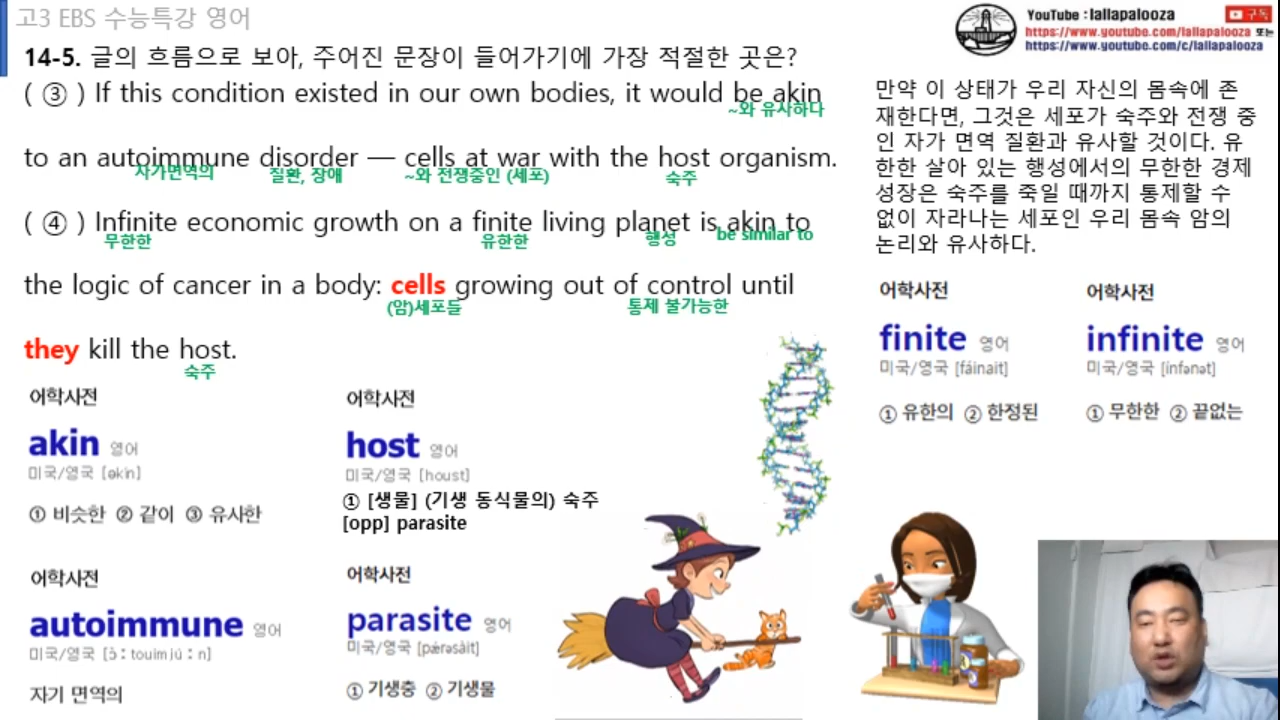 고3 EBS 수능특강 영어
YouTube : lallapalooza
구독
https://www.youtube.com/lallapalooza 또는
https://www.youtube.com/c/lallapalooza
14-5. 글의 흐름으로 보아, 주어진 문장이 들어가기에 가장 적절한 곳은?
( ③ ) If this condition existed in our own bodies, it would be akin
~와 유사하다
to an autoimmune disorder — cells at war with the host organism.
자가면역의 질환, 장애 ~와 전쟁중인 (세포) 숙주
( ④ ) Infinite economic growth on a finite living planet is akin to
무한한 유한한 행성 be similar to
the logic of cancer in a body: cells growing out of control until
(암)세포들 통제 불가능한
they kill the host.
숙주
만약 이 상태가 우리 자신의 몸속에 존
재한다면, 그것은 세포가 숙주와 전쟁 중
인 자가 면역 질환과 유사할 것이다. 유
한한 살아 있는 행성에서의 무한한 경제
성장은 숙주를 죽일 때까지 통제할 수
없이 자라나는 세포인 우리 몸속 암의
논리와 유사하다.
어학사전
finite 영어
미국/영국 [fáinait]
① 유한의 ② 한정된
어학사전
infinite 영어
미국/영국 [ínfənət]
① 무한한 ② 끝없는
어학사전
akin 영어
미국/영국 [əkín]
① 비슷한 ② 같이 ③ 유사한
어학사전
host 영어
미국/영국 [houst]
① [생물] (기생 동식물의) 숙주
[opp] parasite
어학사전
autoimmune 영어
미국/영국 [ɔ̀ːtouimjúːn]
자기 면역의
어학사전
parasite 영어
미국/영국 [pǽrəsàit]
① 기생충 ② 기생물